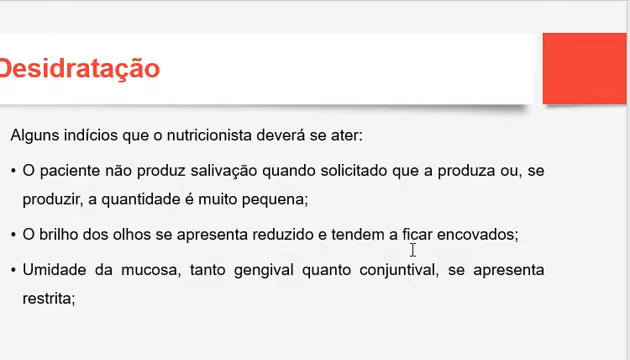 Desidratação
Alguns indícios que o nutricionista deverá se ater:
• O paciente não produz salivação quando solicitado que a produza ou, se
produzir, a quantidade é muito pequena;
• O brilho dos olhos se apresenta reduzido e tendem a ficar encovados;
• Umidade da mucosa, tanto gengival quanto conjuntival, se apresenta
restrita;